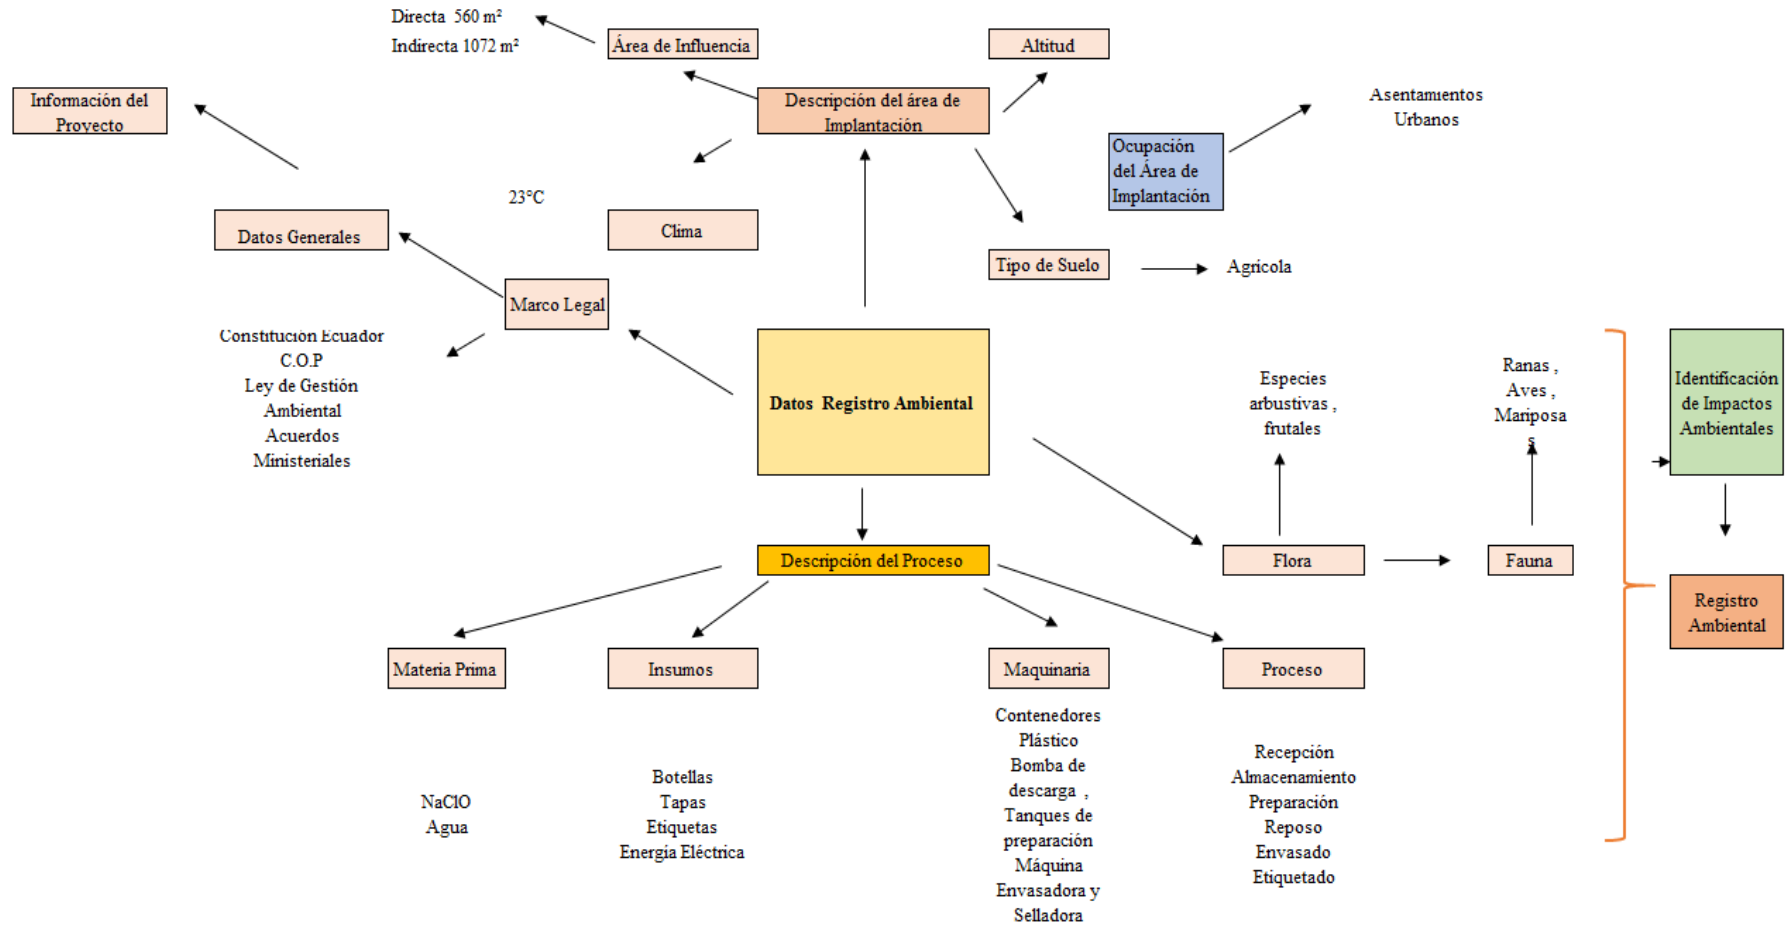 Directa  560 m²
Indirecta 1072 m²
Área de Influencia
Altitud
Información del
Proyecto
Descripción del área de
Implantación
Asentamientos
Urbanos
Ocupación
del Área de
Implantación
23°C
Datos Generales
Clima
Tipo de Suelo
Agrícola
Marco Legal
Constitución Ecuador
C.O.P
Ley de Gestión
Ambiental
Acuerdos
Ministeriales
Datos  Registro Ambiental
Especies
arbustivas ,
frutales
Ranas ,
Aves ,
Mariposa
s
Identificación
de Impactos
Ambientales
Descripción del Proceso
Flora
Fauna
Registro
Ambiental
Materia Prima
Insumos
Maquinaria
Proceso
NaClO
Agua
Botellas
Tapas
Etiquetas
Energía Eléctrica
Contenedores
Plástico
Bomba de
descarga  ,
Tanques de
preparación
Máquina
Envasadora y
Selladora
Recepción
Almacenamiento
Preparación
Reposo
Envasado
Etiquetado